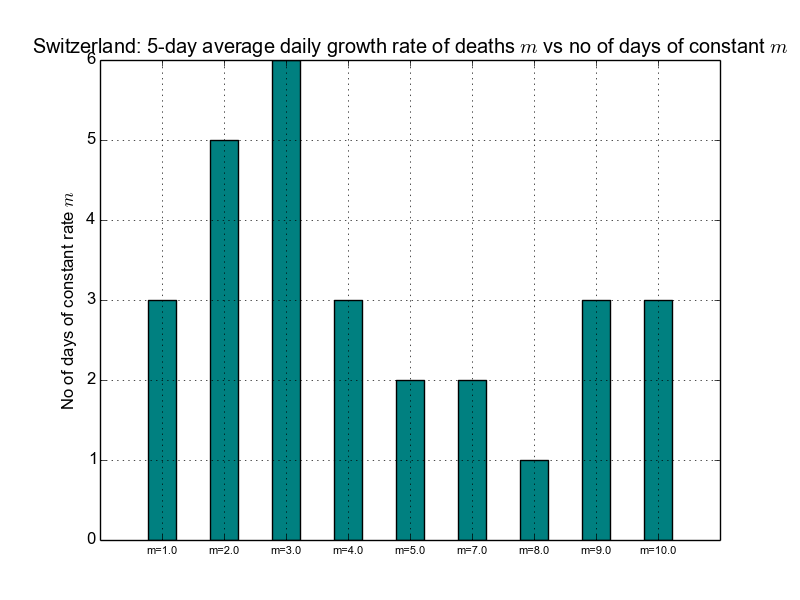 Switzerland: 5-day average daily growth rate of deaths m vs no of days of constant m
No of days of constant rate m
6
5
4
3
2
1
0
m=1.0 m=2.0 m=3.0 m=4.0 m=5.0 m=7.0 m=8.0 m=9.0 m=10.0